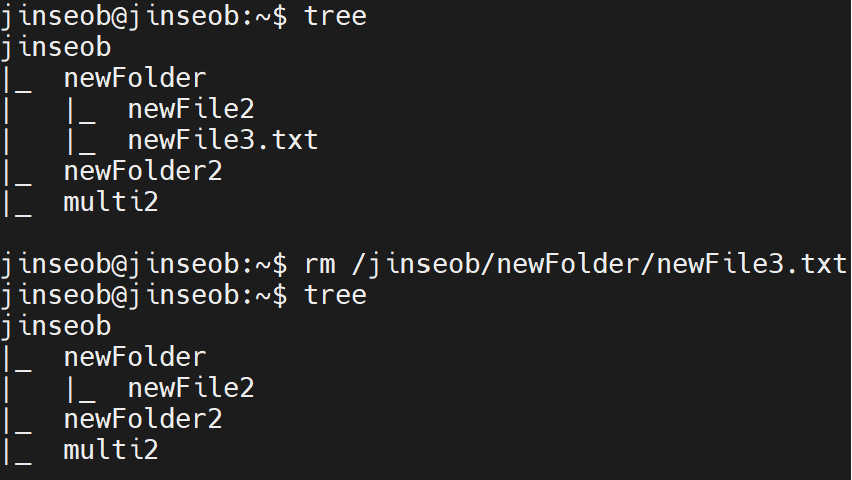 jinseob@jinseob:~$ tree
jinseob
|_  newFolder
|   |_  newFile2
|   |_  newFile3.txt
|_  newFolder2
|_  multi2

jinseob@jinseob:~$ rm /jinseob/newFolder/newFile3.txt
jinseob@jinseob:~$ tree
jinseob
|_  newFolder
|   |_  newFile2
|_  newFolder2
|_  multi2